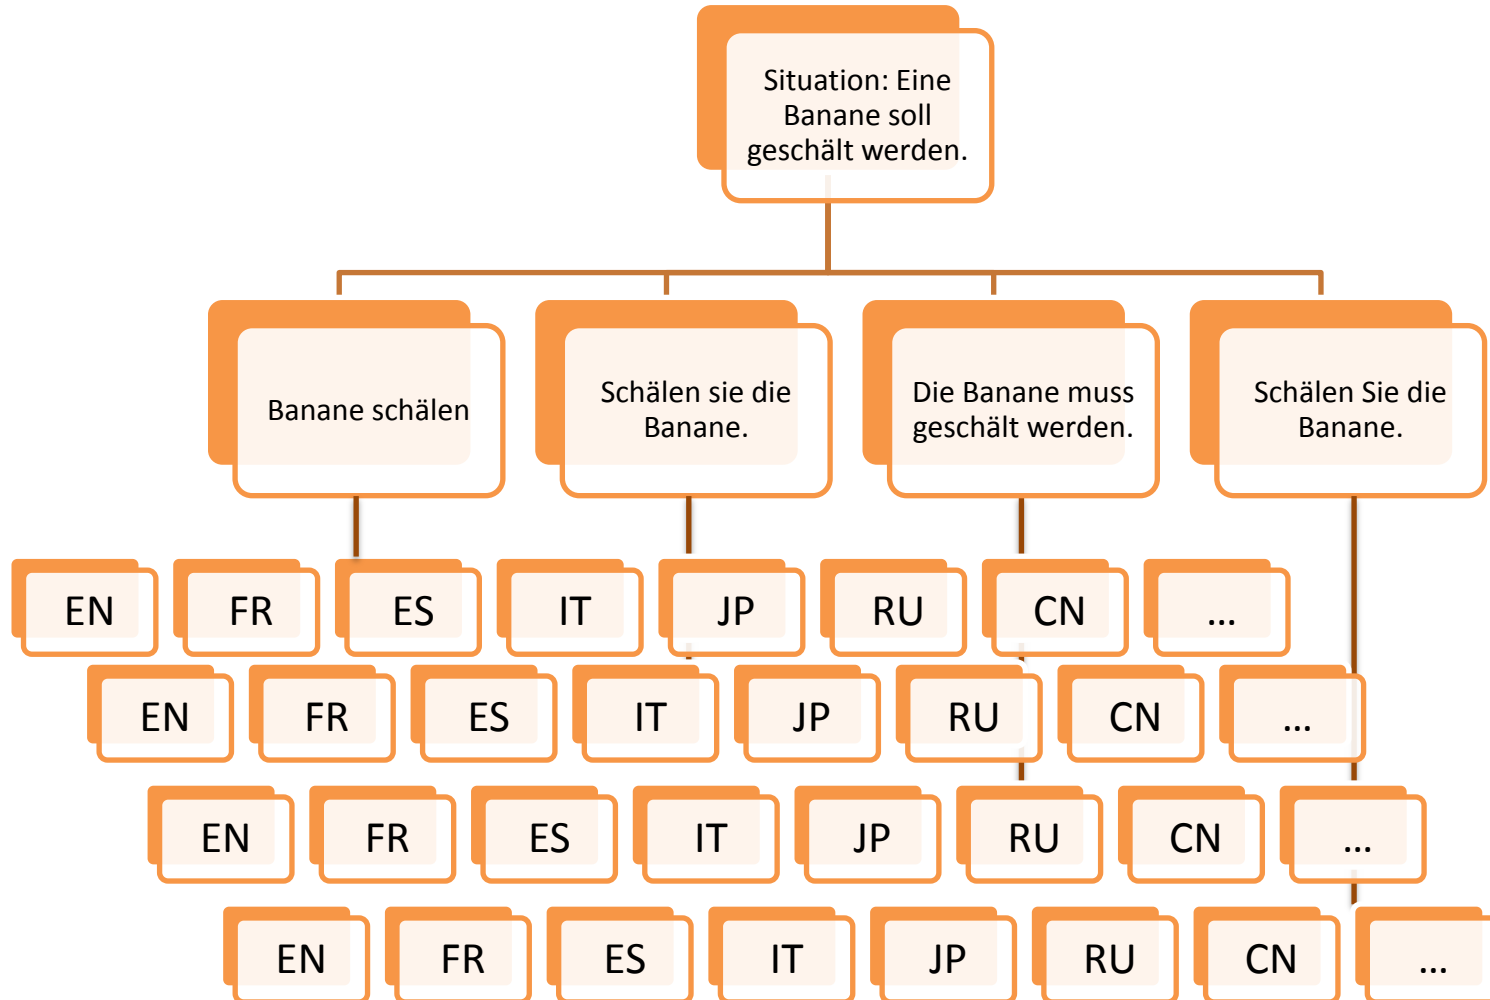 Situation: Eine
Banane soll
geschält werden.
Banane schälen
Schälen sie die
Banane.
Die Banane muss
geschält werden.
Schälen Sie die
Banane.
EN FR ES IT JP RU CN ...
EN FR ES IT JP RU CN ...
EN FR ES IT JP RU CN ...
EN FR ES IT JP RU CN ...